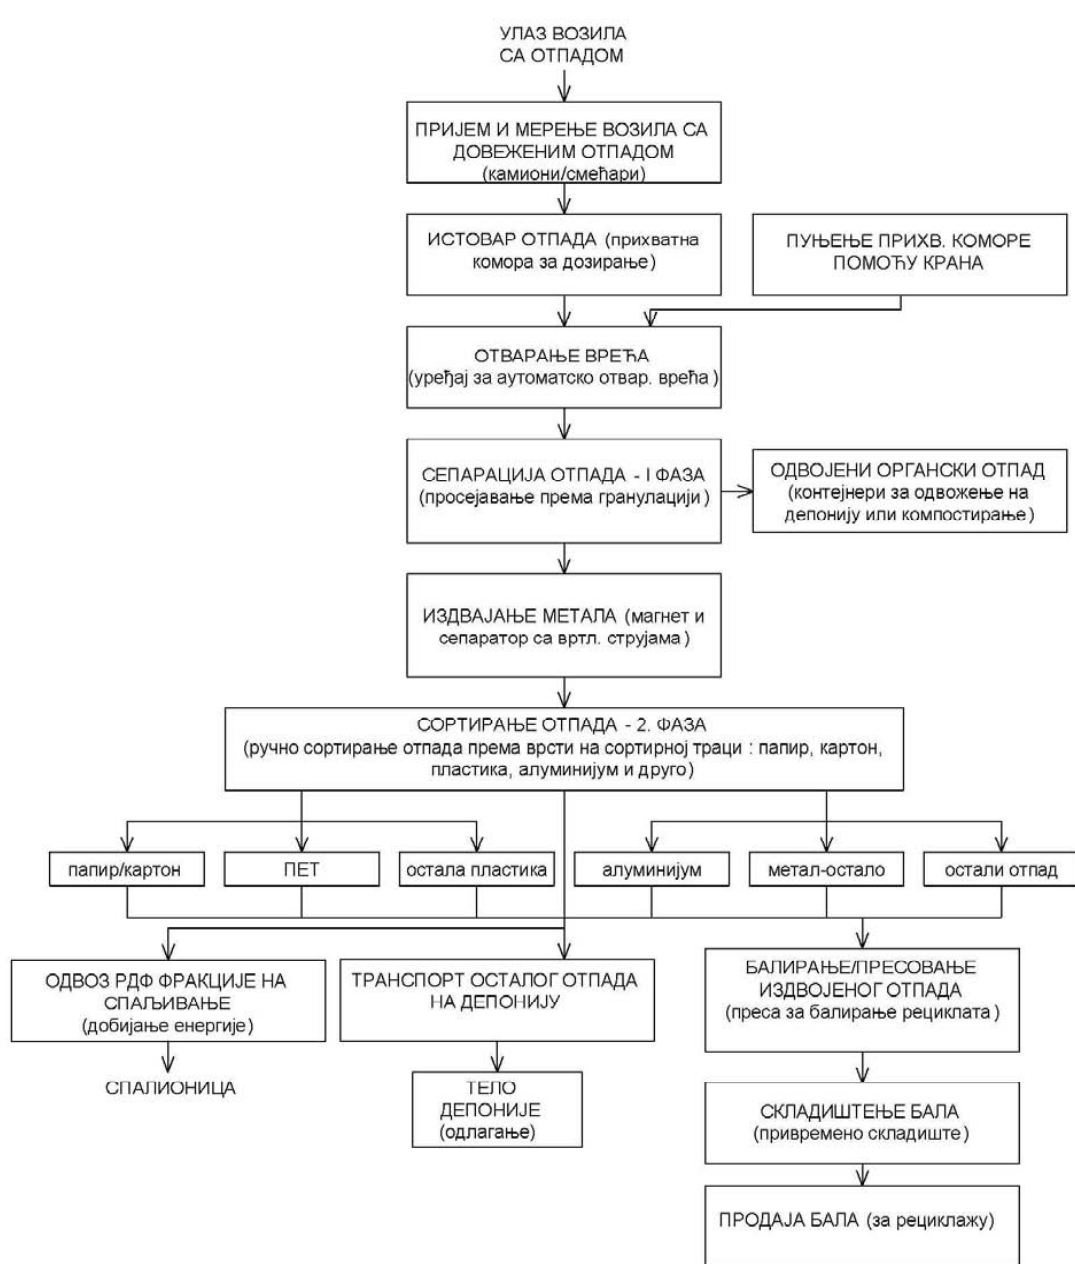 УЛАЗ ВОЗИЛА
СА ОТПАДОМ
ПРИЈЕМ И МЕРЕЊЕ ВОЗИЛА СА
ДОВЕЖЕНИМ ОТПАДОМ
(камиони/смећари)
ИСТОВАР ОТПАДА (прихватна
комора за дозирање)
ПУЊЕЊЕ ПРИХВ. КОМОРЕ
ПОМОЋУ КРАНА
ОТВАРАЊЕ ВРЕЋА
(уређај за аутоматско отвар. врећа)
СЕПАРАЦИЈА ОТПАДА - I ФАЗА
(просејавање према гранулацији)
ОДВОЈЕНИ ОРГАНСКИ ОТПАД
(контејнери за одвожење на
депонију или компостирање)
ИЗДВАЈАЊЕ МЕТАЛА (магнет и
сепаратор са вртл. струјама)
СОРТИРАЊЕ ОТПАДА - 2. ФАЗА
(ручно сортирање отпада према врсти на сортирној траци : папир, картон,
пластика, алуминијум и друго)
папир/картон
ПЕТ
остала пластика
алуминијум
метал-остало
остали отпад
ОДВОЗ РДФ ФРАКЦИЈЕ НА
СПАЉИВАЊЕ
(добијање енергије)
ТРАНСПОРТ ОСТАЛОГ ОТПАДА
НА ДЕПОНИЈУ
БАЛИРАЊЕ/ПРЕСОВАЊЕ
ИЗДВОЈЕНОГ ОТПАДА
(преса за балирање рециклата)
СПАЛИОНИЦА
ТЕЛО
ДЕПОНИЈЕ
(одлагање)
СКЛАДИШТЕЊЕ БАЛА
(привремено складиште)
ПРОДАЈА БАЛА (за рециклажу)